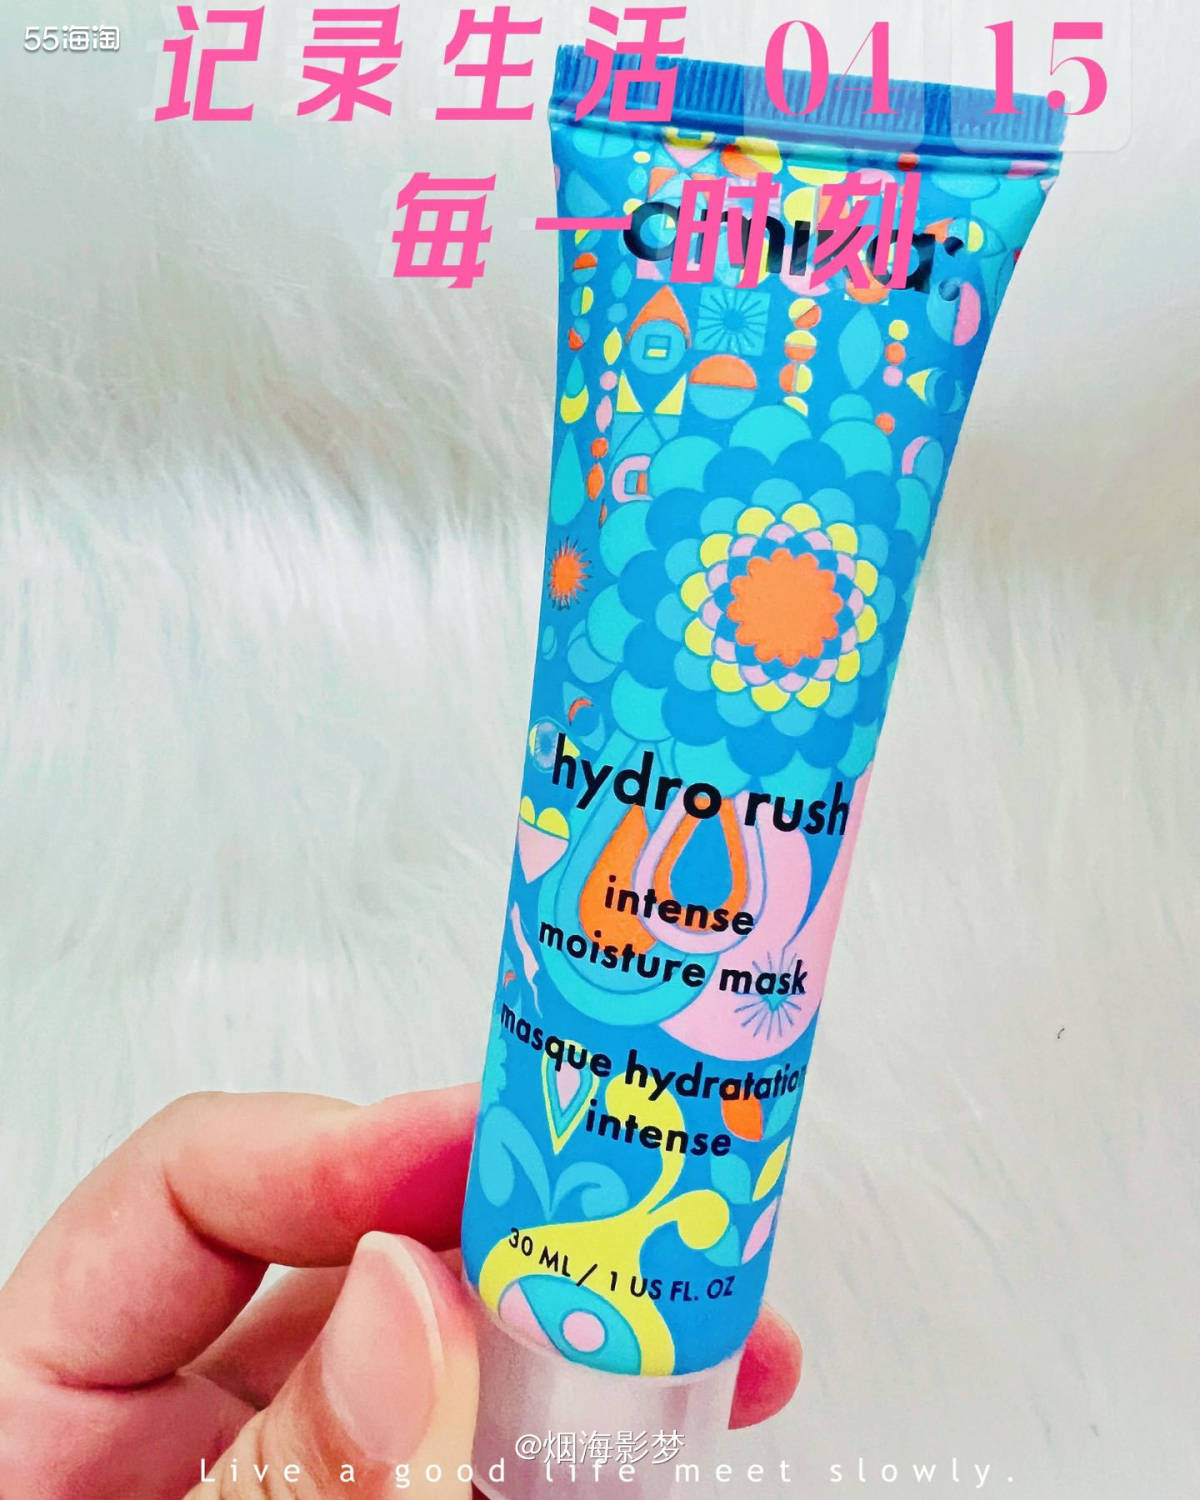 55海淘
记录生活 04 15
每一时刻
amika:
hydro rush
intense
moisture mask
masque hydratation
intense
30 ML / 1 US FL. OZ
@烟海影梦
Live a good life meet slowly.